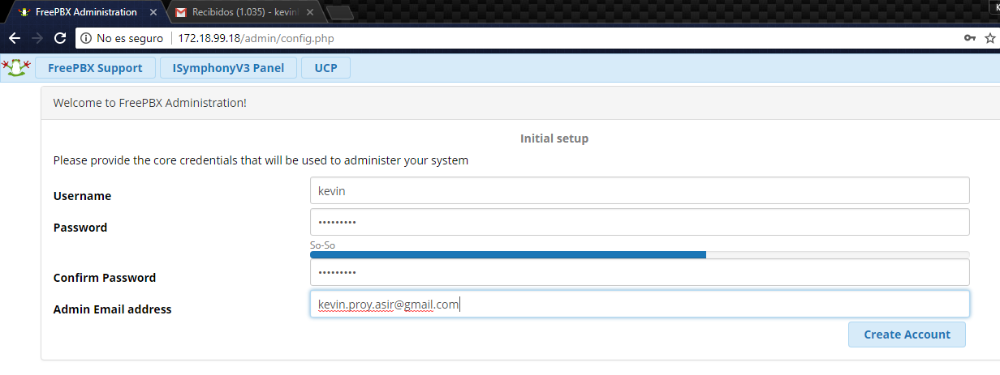 FreePBX Administration
Recibidos (1.035) - kevin
K
No es seguro 172.18.99.18/admin/config.php
FreePBX Support ISymphonyV3 Panel UCP
Welcome to FreePBX Administration!
Initial setup
Please provide the core credentials that will be used to administer your system
Username kevin
Password •••••••••
So-So
Confirm Password •••••••••
Admin Email address kevin.proy.asir@gmail.com
Create Account